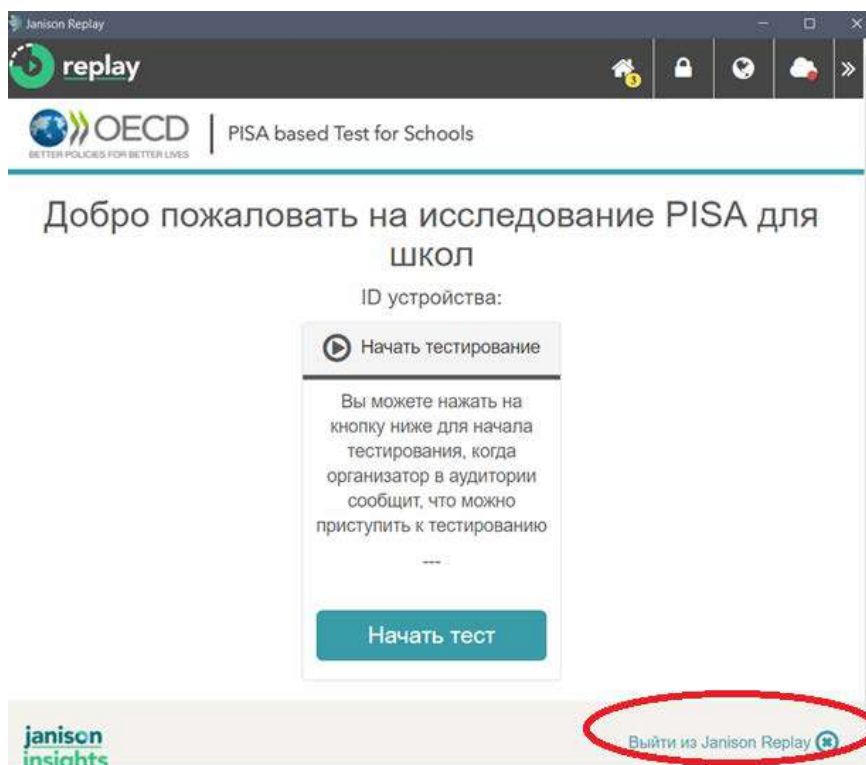 Janison Replay
replay
3
OECD
BETTER POLICIES FOR BETTER LIVES
PISA based Test for Schools
Добро пожаловать на исследование PISA для
школ
ID устройства:
Начать тестирование
Вы можете нажать на
кнопку ниже для начала
тестирования, когда
организатор в аудитории
сообщит, что можно
приступить к тестированию
---
Начать тест
janison
insights
Выйти из Janison Replay